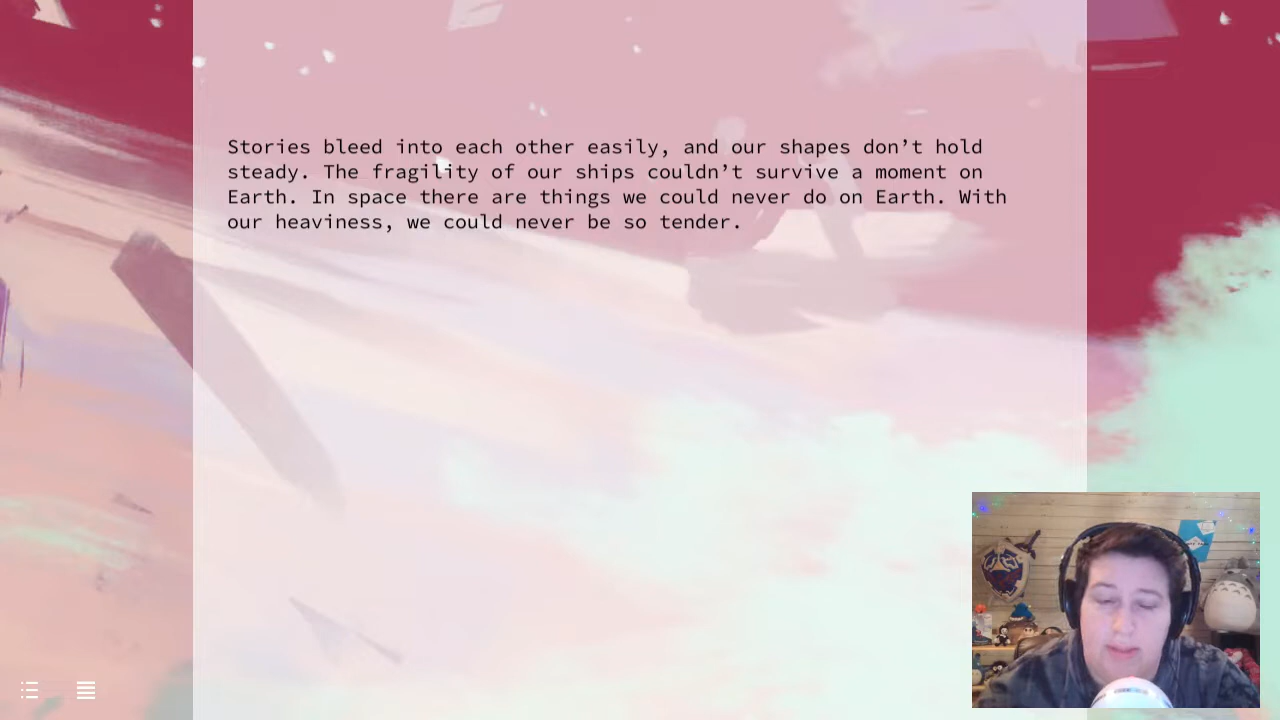 Stories bleed into each other easily, and our shapes don’t hold
steady. The fragility of our ships couldn’t survive a moment on
Earth. In space there are things we could never do on Earth. With
our heaviness, we could never be so tender.